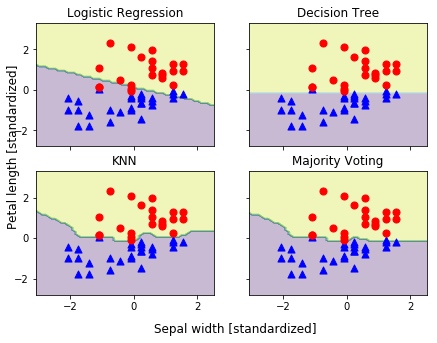 Logistic Regression
Decision Tree
2
0
−2
KNN
Majority Voting
2
0
−2
−2
0
2
−2
0
2
Petal length [standardized]
Sepal width [standardized]